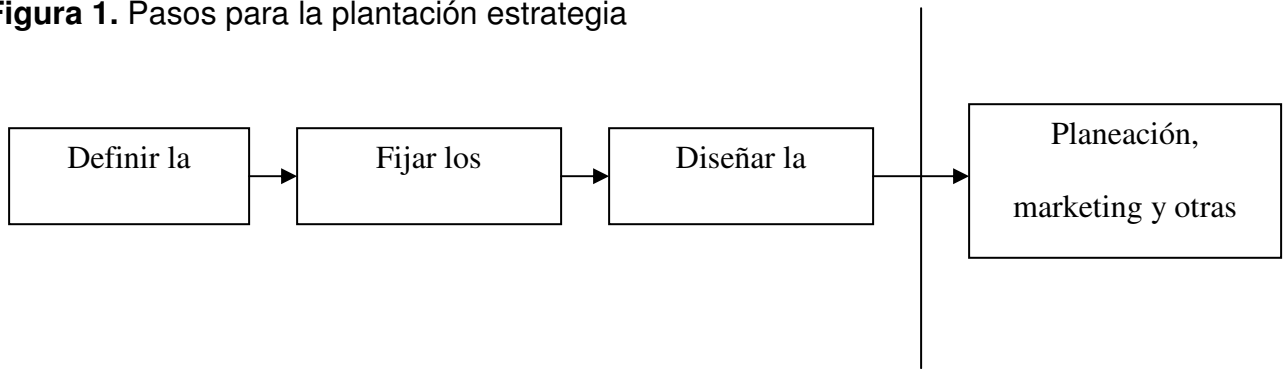 Figura 1. Pasos para la plantación estrategia
Definir la
Fijar los
Diseñar la
Planeación,
marketing y otras